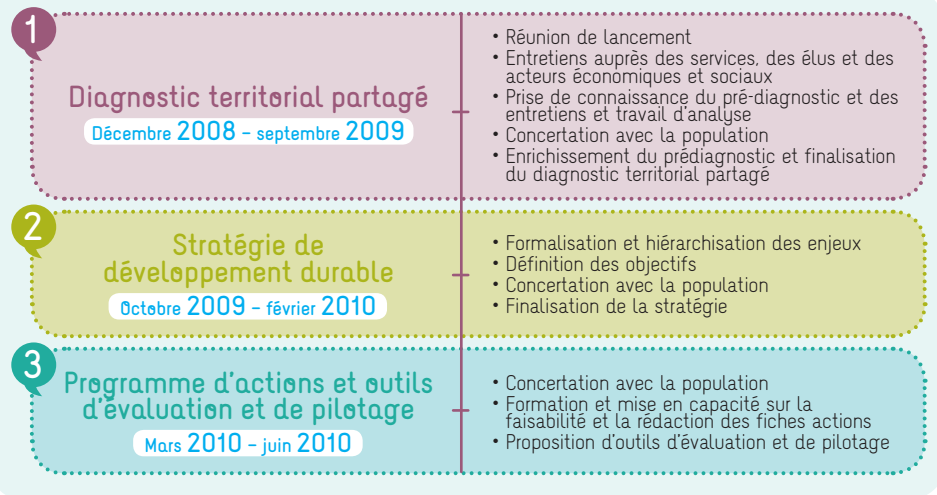 1
Diagnostic territorial partagé
Décembre 2008 - septembre 2009
• Réunion de lancement
• Entretiens auprès des services, des élus et des
acteurs économiques et sociaux
• Prise de connaissance du pré-diagnostic et des
entretiens et travail d'analyse
• Concertation avec la population
• Enrichissement du prédiagnostic et finalisation
du diagnostic territorial partagé
2
Stratégie de
développement durable
Octobre 2009 - février 2010
• Formalisation et hiérarchisation des enjeux
• Définition des objectifs
• Concertation avec la population
• Finalisation de la stratégie
3
Programme d'actions et outils
d'évaluation et de pilotage
Mars 2010 - juin 2010
• Concertation avec la population
• Formation et mise en capacité sur la
faisabilité et la rédaction des fiches actions
• Proposition d'outils d'évaluation et de pilotage